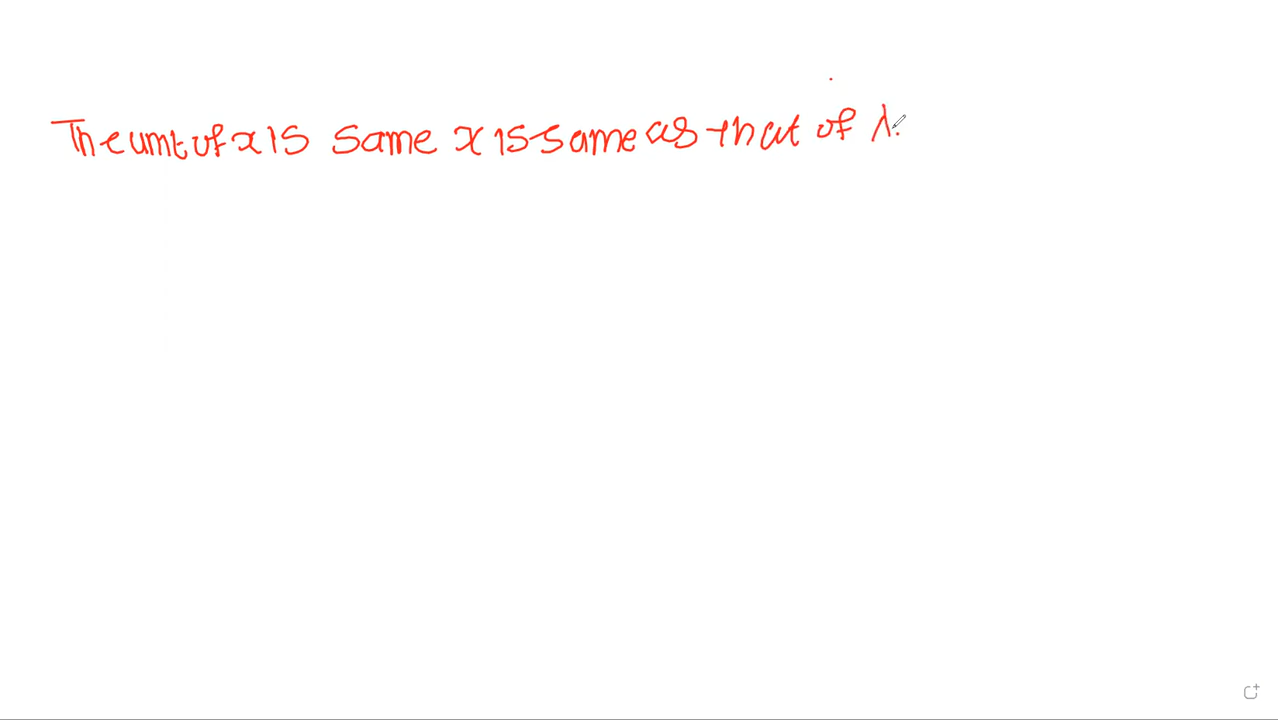 The unit of x is same x is same as that of λ.